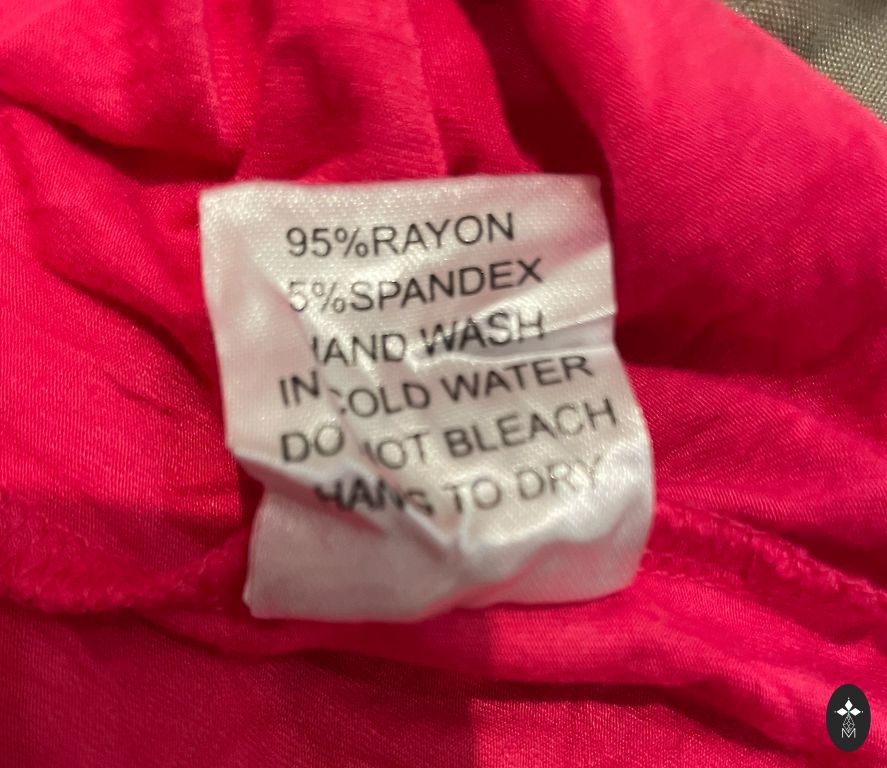 95%RAYON
5%SPANDEX
HAND WASH
IN COLD WATER
DO NOT BLEACH
HANG TO DRY
M